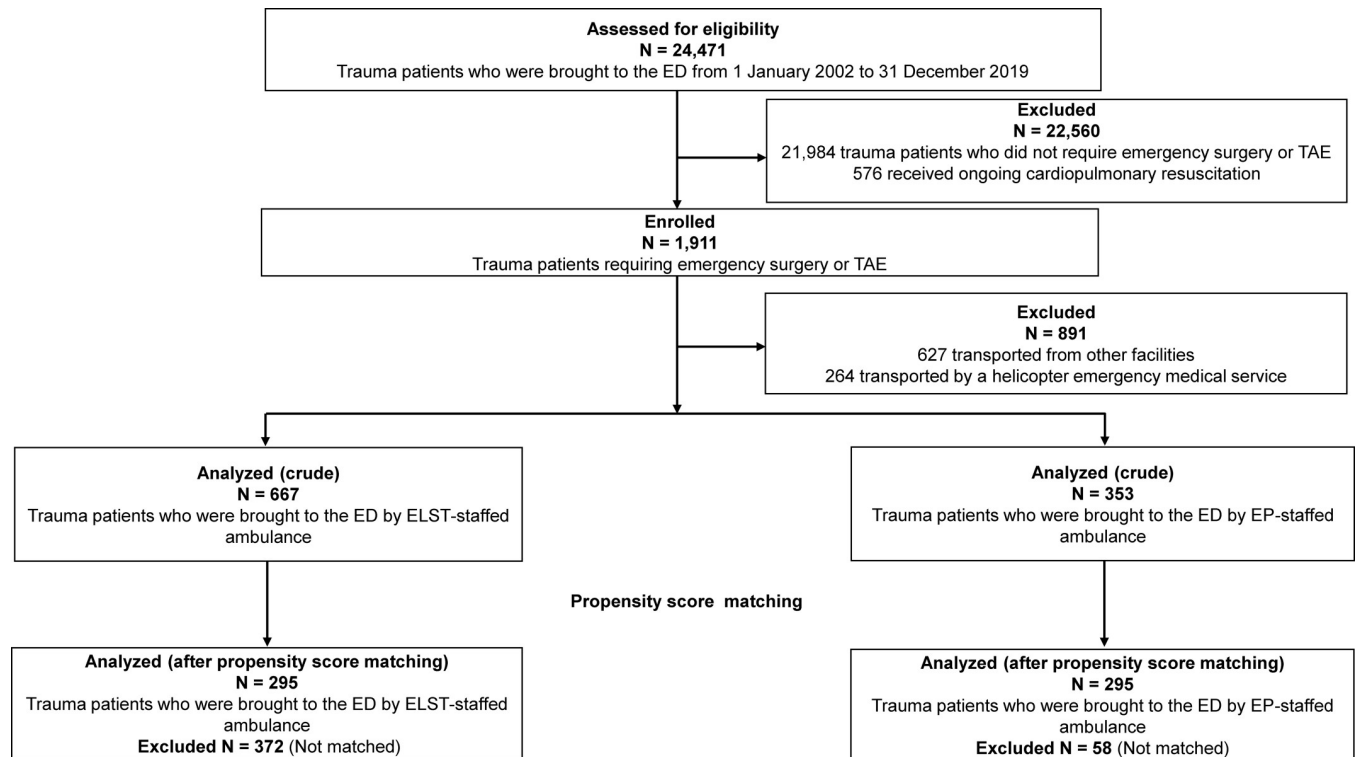 Assessed for eligibility
N = 24,471
Trauma patients who were brought to the ED from 1 January 2002 to 31 December 2019
Excluded
N = 22,560
21,984 trauma patients who did not require emergency surgery or TAE
576 received ongoing cardiopulmonary resuscitation
Enrolled
N = 1,911
Trauma patients requiring emergency surgery or TAE
Excluded
N = 891
627 transported from other facilities
264 transported by a helicopter emergency medical service
Analyzed (crude)
N = 667
Trauma patients who were brought to the ED by ELST-staffed
ambulance
Analyzed (crude)
N = 353
Trauma patients who were brought to the ED by EP-staffed
ambulance
Propensity score matching
Analyzed (after propensity score matching)
N = 295
Trauma patients who were brought to the ED by ELST-staffed
ambulance
Excluded N = 372 (Not matched)
Analyzed (after propensity score matching)
N = 295
Trauma patients who were brought to the ED by EP-staffed
ambulance
Excluded N = 58 (Not matched)